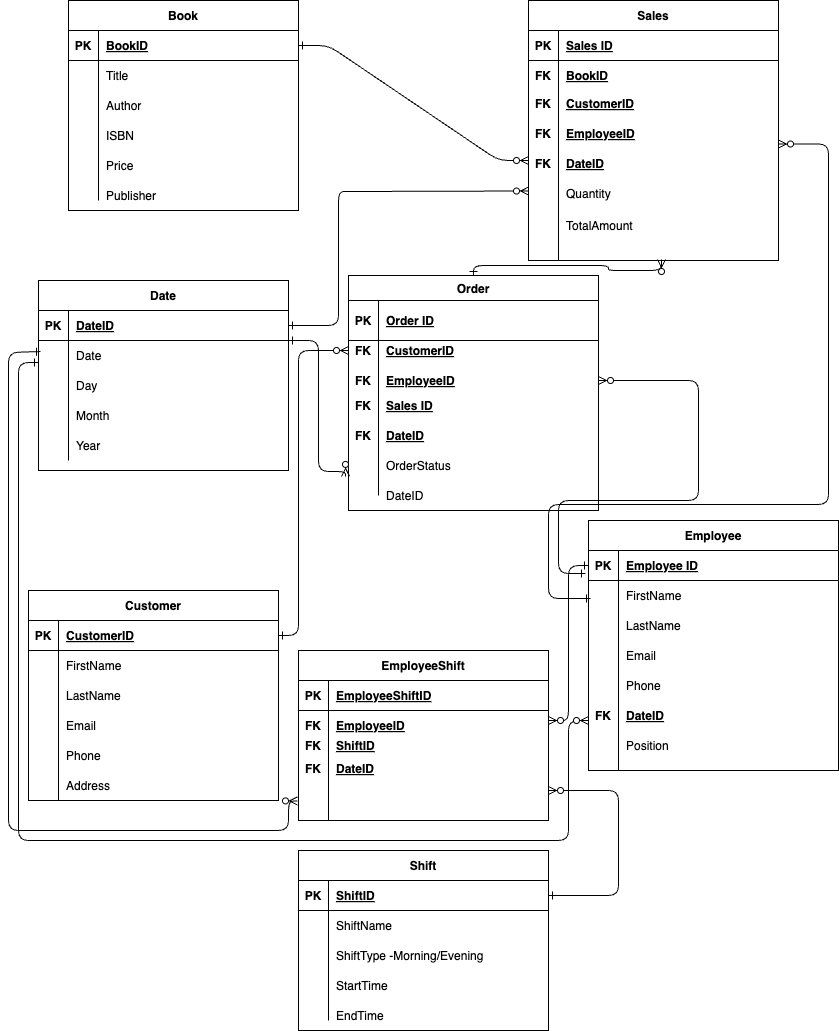 Book
PK BookID
Title
Author
ISBN
Price
Publisher
Sales
PK Sales ID
FK BookID
FK CustomerID
FK EmployeeID
FK DateID
Quantity
TotalAmount
Date
PK DateID
Date
Day
Month
Year
Order
PK Order ID
FK CustomerID
FK EmployeeID
FK Sales ID
FK DateID
OrderStatus
DateID
Employee
PK Employee ID
FirstName
LastName
Email
Phone
FK DateID
Position
Customer
PK CustomerID
FirstName
LastName
Email
Phone
Address
EmployeeShift
PK EmployeeShiftID
FK EmployeeID
FK ShiftID
FK DateID
Shift
PK ShiftID
ShiftName
ShiftType -Morning/Evening
StartTime
EndTime